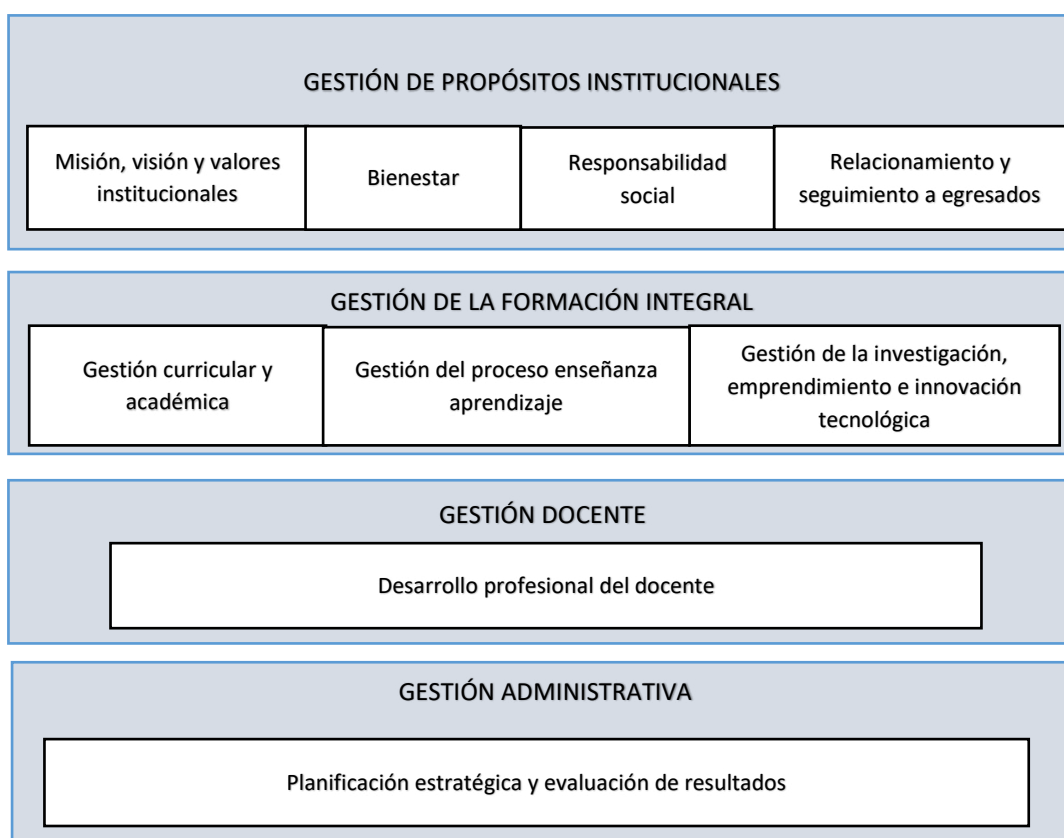 GESTIÓN DE PROPÓSITOS INSTITUCIONALES
Misión, visión y valores
institucionales
Bienestar
Responsabilidad
social
Relacionamiento y
seguimiento a egresados
GESTIÓN DE LA FORMACIÓN INTEGRAL
Gestión curricular y
académica
Gestión del proceso enseñanza
aprendizaje
Gestión de la investigación,
emprendimiento e innovación
tecnológica
GESTIÓN DOCENTE
Desarrollo profesional del docente
GESTIÓN ADMINISTRATIVA
Planificación estratégica y evaluación de resultados